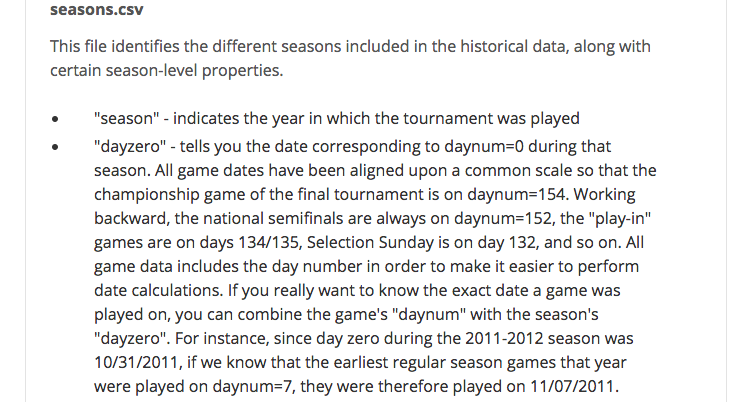 seasons.csv
This file identifies the different seasons included in the historical data, along with
certain season-level properties.
• "season" - indicates the year in which the tournament was played
• "dayzero" - tells you the date corresponding to daynum=0 during that
season. All game dates have been aligned upon a common scale so that the
championship game of the final tournament is on daynum=154. Working
backward, the national semifinals are always on daynum=152, the "play-in"
games are on days 134/135, Selection Sunday is on day 132, and so on. All
game data includes the day number in order to make it easier to perform
date calculations. If you really want to know the exact date a game was
played on, you can combine the game's "daynum" with the season's
"dayzero". For instance, since day zero during the 2011-2012 season was
10/31/2011, if we know that the earliest regular season games that year
were played on daynum=7, they were therefore played on 11/07/2011.